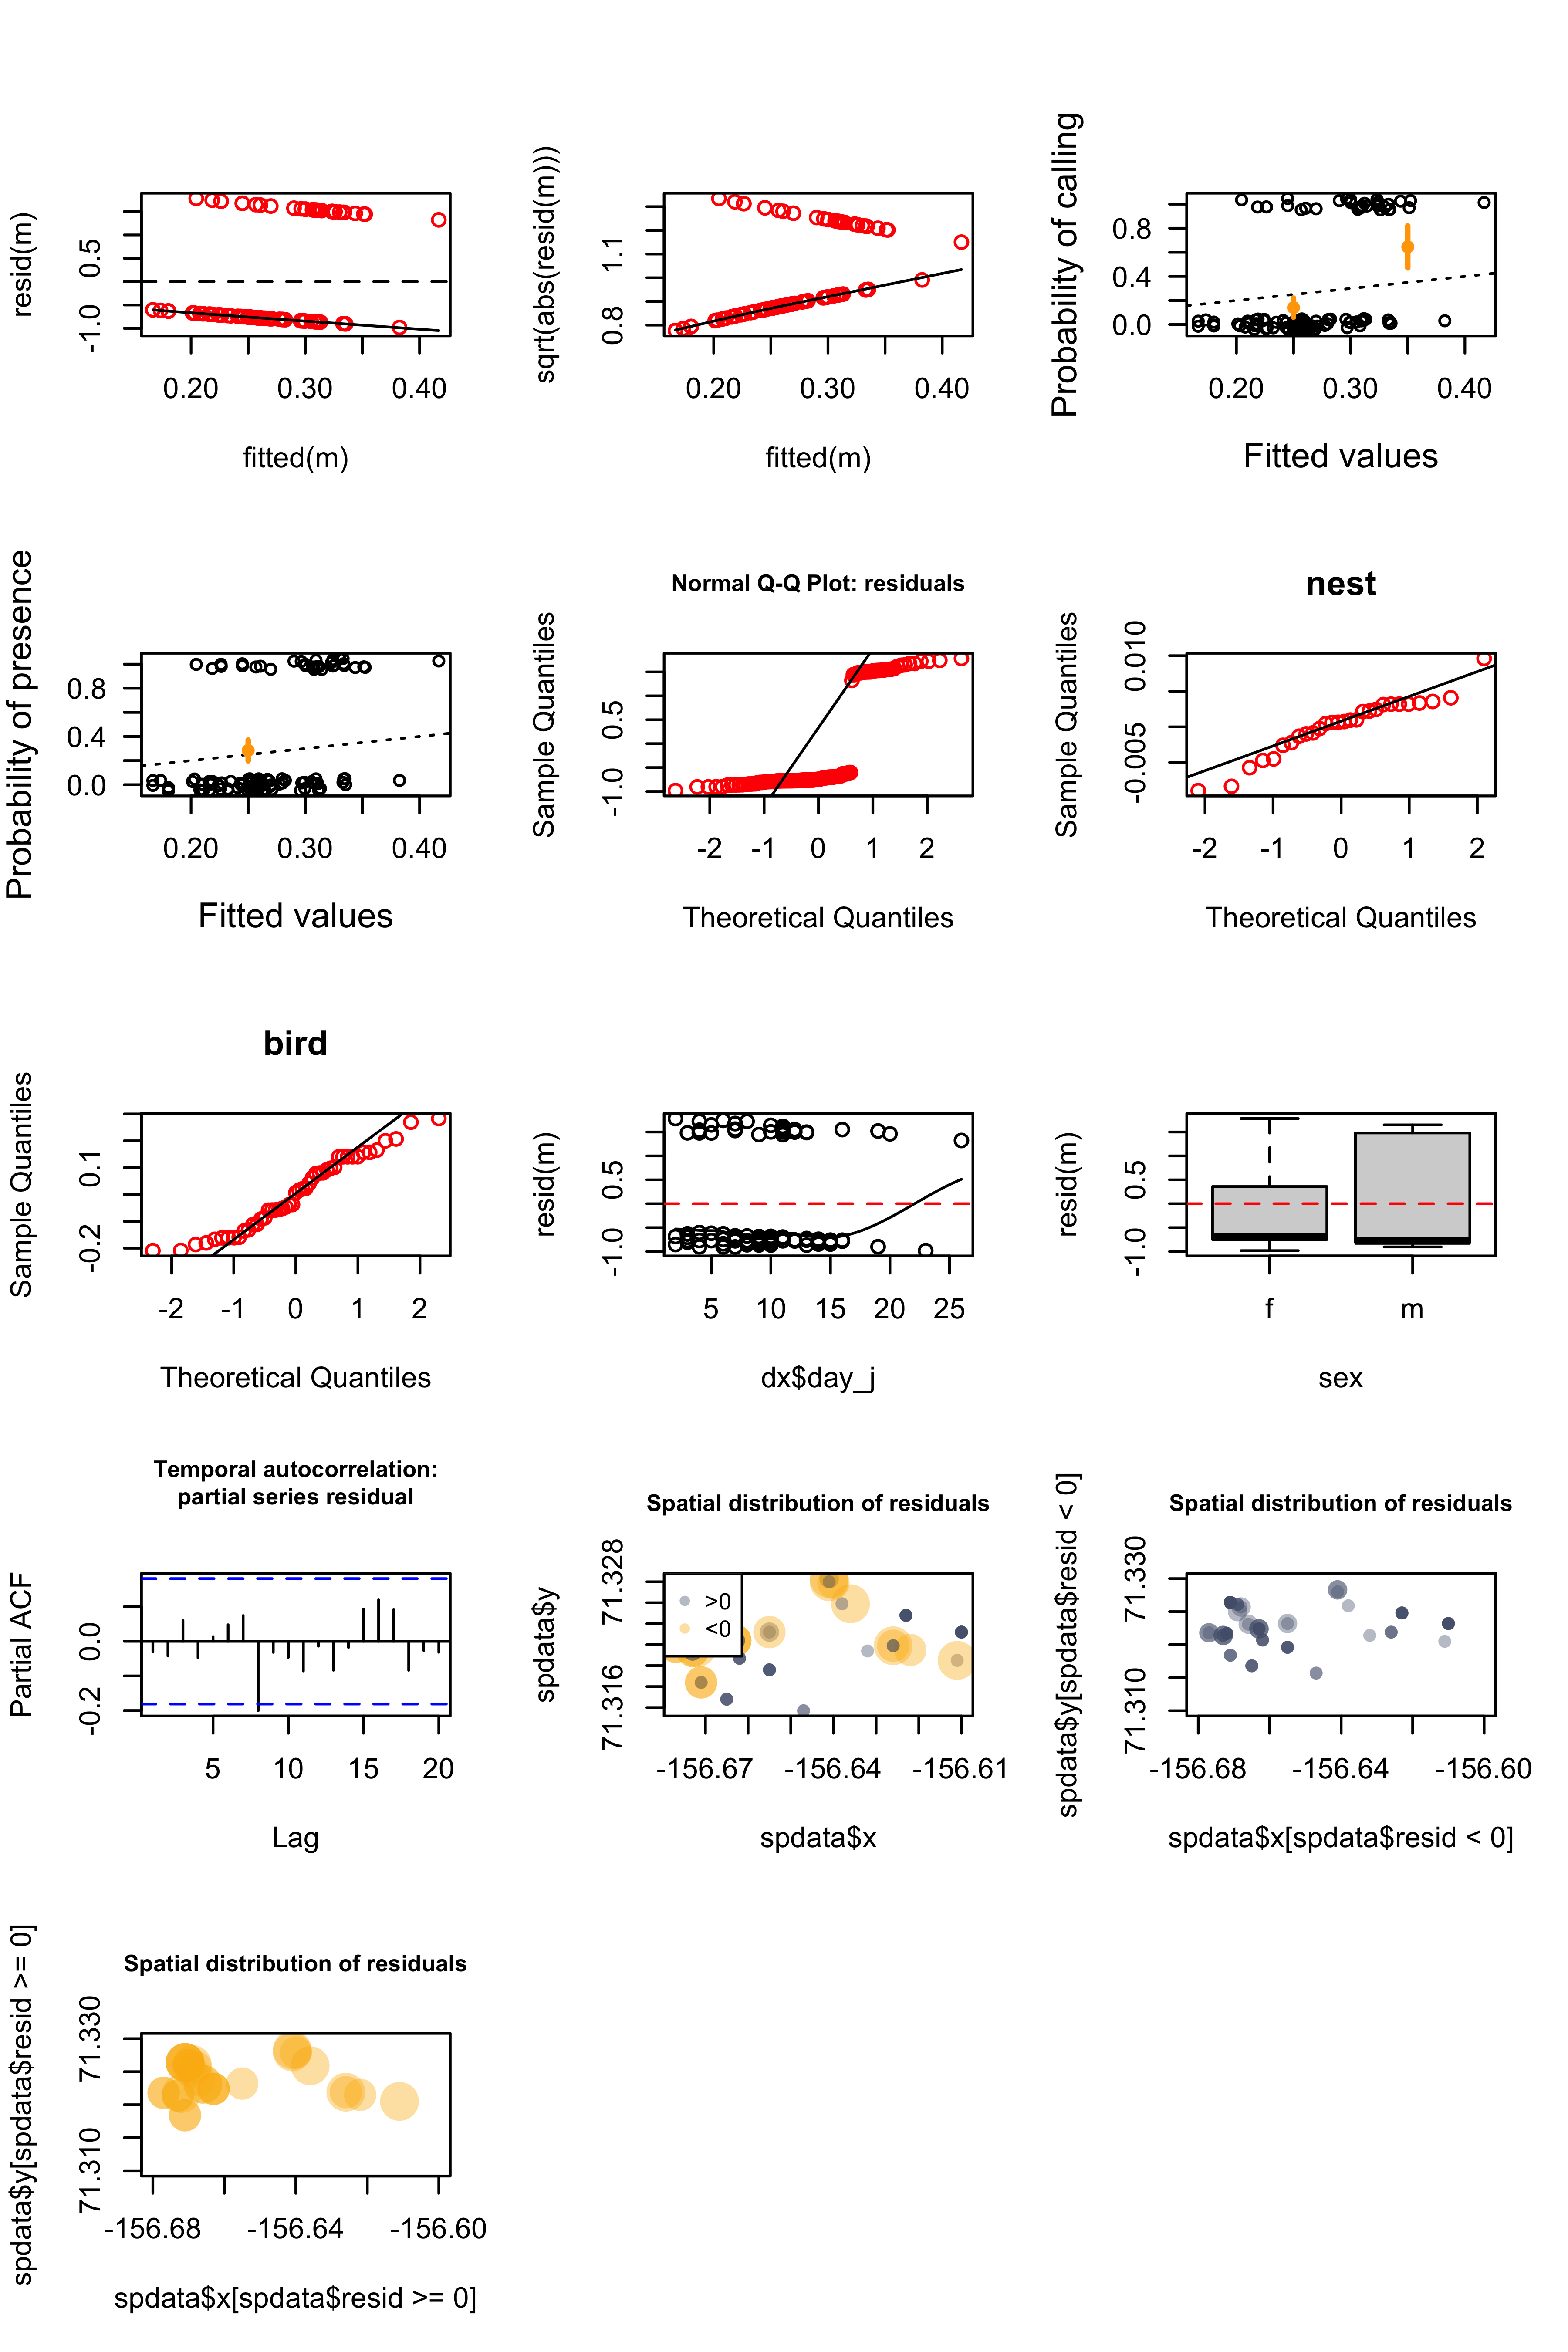 resid(m)
-1.0 0.5
0.20 0.30 0.40
fitted(m)
sqrt(abs(resid(m)))
0.8 1.1
0.20 0.30 0.40
fitted(m)
Probability of calling
0.0 0.4 0.8
0.20 0.30 0.40
Fitted values
Probability of presence
0.0 0.4 0.8
0.20 0.30 0.40
Fitted values
Normal Q-Q Plot: residuals
Sample Quantiles
-1.0 0.5
-2 -1 0 1 2
Theoretical Quantiles
nest
Sample Quantiles
-0.005 0.010
-2 -1 0 1 2
Theoretical Quantiles
bird
Sample Quantiles
-0.2 0.1
-2 -1 0 1 2
Theoretical Quantiles
resid(m)
-1.0 0.5
5 10 15 20 25
dx$day_j
resid(m)
-1.0 0.5
f m
sex
Temporal autocorrelation:
partial series residual
Partial ACF
-0.2 0.0
5 10 15 20
Lag
Spatial distribution of residuals
spdata$y
71.316 71.328
>0
<0
-156.67 -156.64 -156.61
spdata$x
Spatial distribution of residuals
spdata$y[spdata$resid < 0]
71.310 71.330
-156.68 -156.64 -156.60
spdata$x[spdata$resid < 0]
Spatial distribution of residuals
spdata$y[spdata$resid >= 0]
71.310 71.330
-156.68 -156.64 -156.60
spdata$x[spdata$resid >= 0]